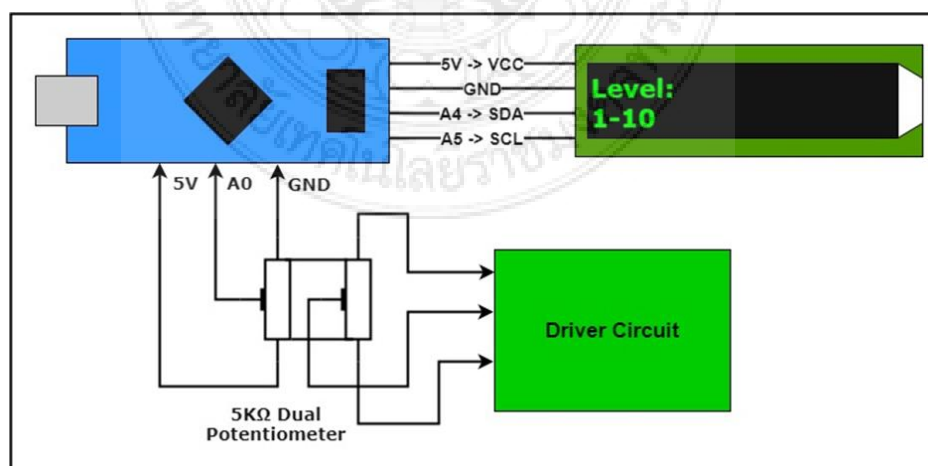 5V -> VCC
GND
A4 -> SDA
A5 -> SCL
Level:
1-10
5V
A0
GND
Driver Circuit
5KΩ Dual
Potentiometer